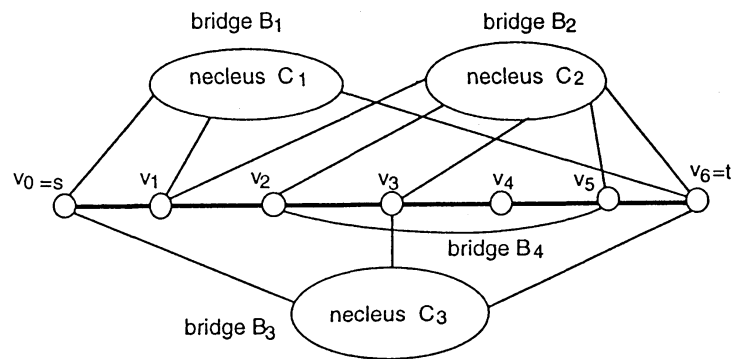 bridge B1
bridge B2
necleus C1
necleus C2
v0 =s
v1
v2
v3
v4
v5
v6=t
bridge B4
necleus C3
bridge B3